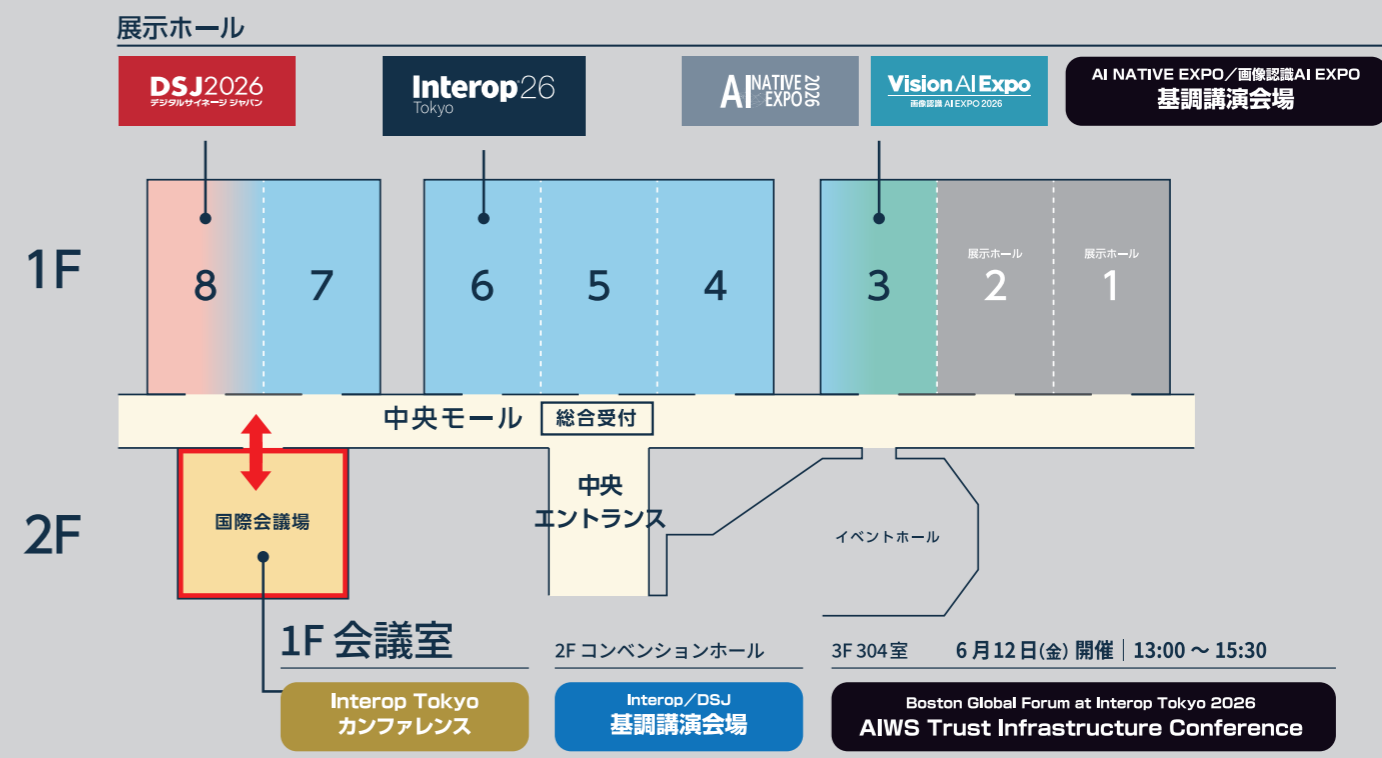 展示ホール
DSJ2026
デジタルサイネージ ジャパン
Interop26
Tokyo
AI NATIVE EXPO 2026
Vision AI Expo
画像認識 AI EXPO 2026
AI NATIVE EXPO／画像認識AI EXPO
基調講演会場
1F
8
7
6
5
4
3
展示ホール
2
展示ホール
1
中央モール
総合受付
2F
国際会議場
中央
エントランス
イベントホール
1F 会議室
Interop Tokyo
カンファレンス
2F コンベンションホール
Interop／DSJ
基調講演会場
3F 304 室 6月12日(金) 開催｜13:00 ～ 15:30
Boston Global Forum at Interop Tokyo 2026
AIWS Trust Infrastructure Conference